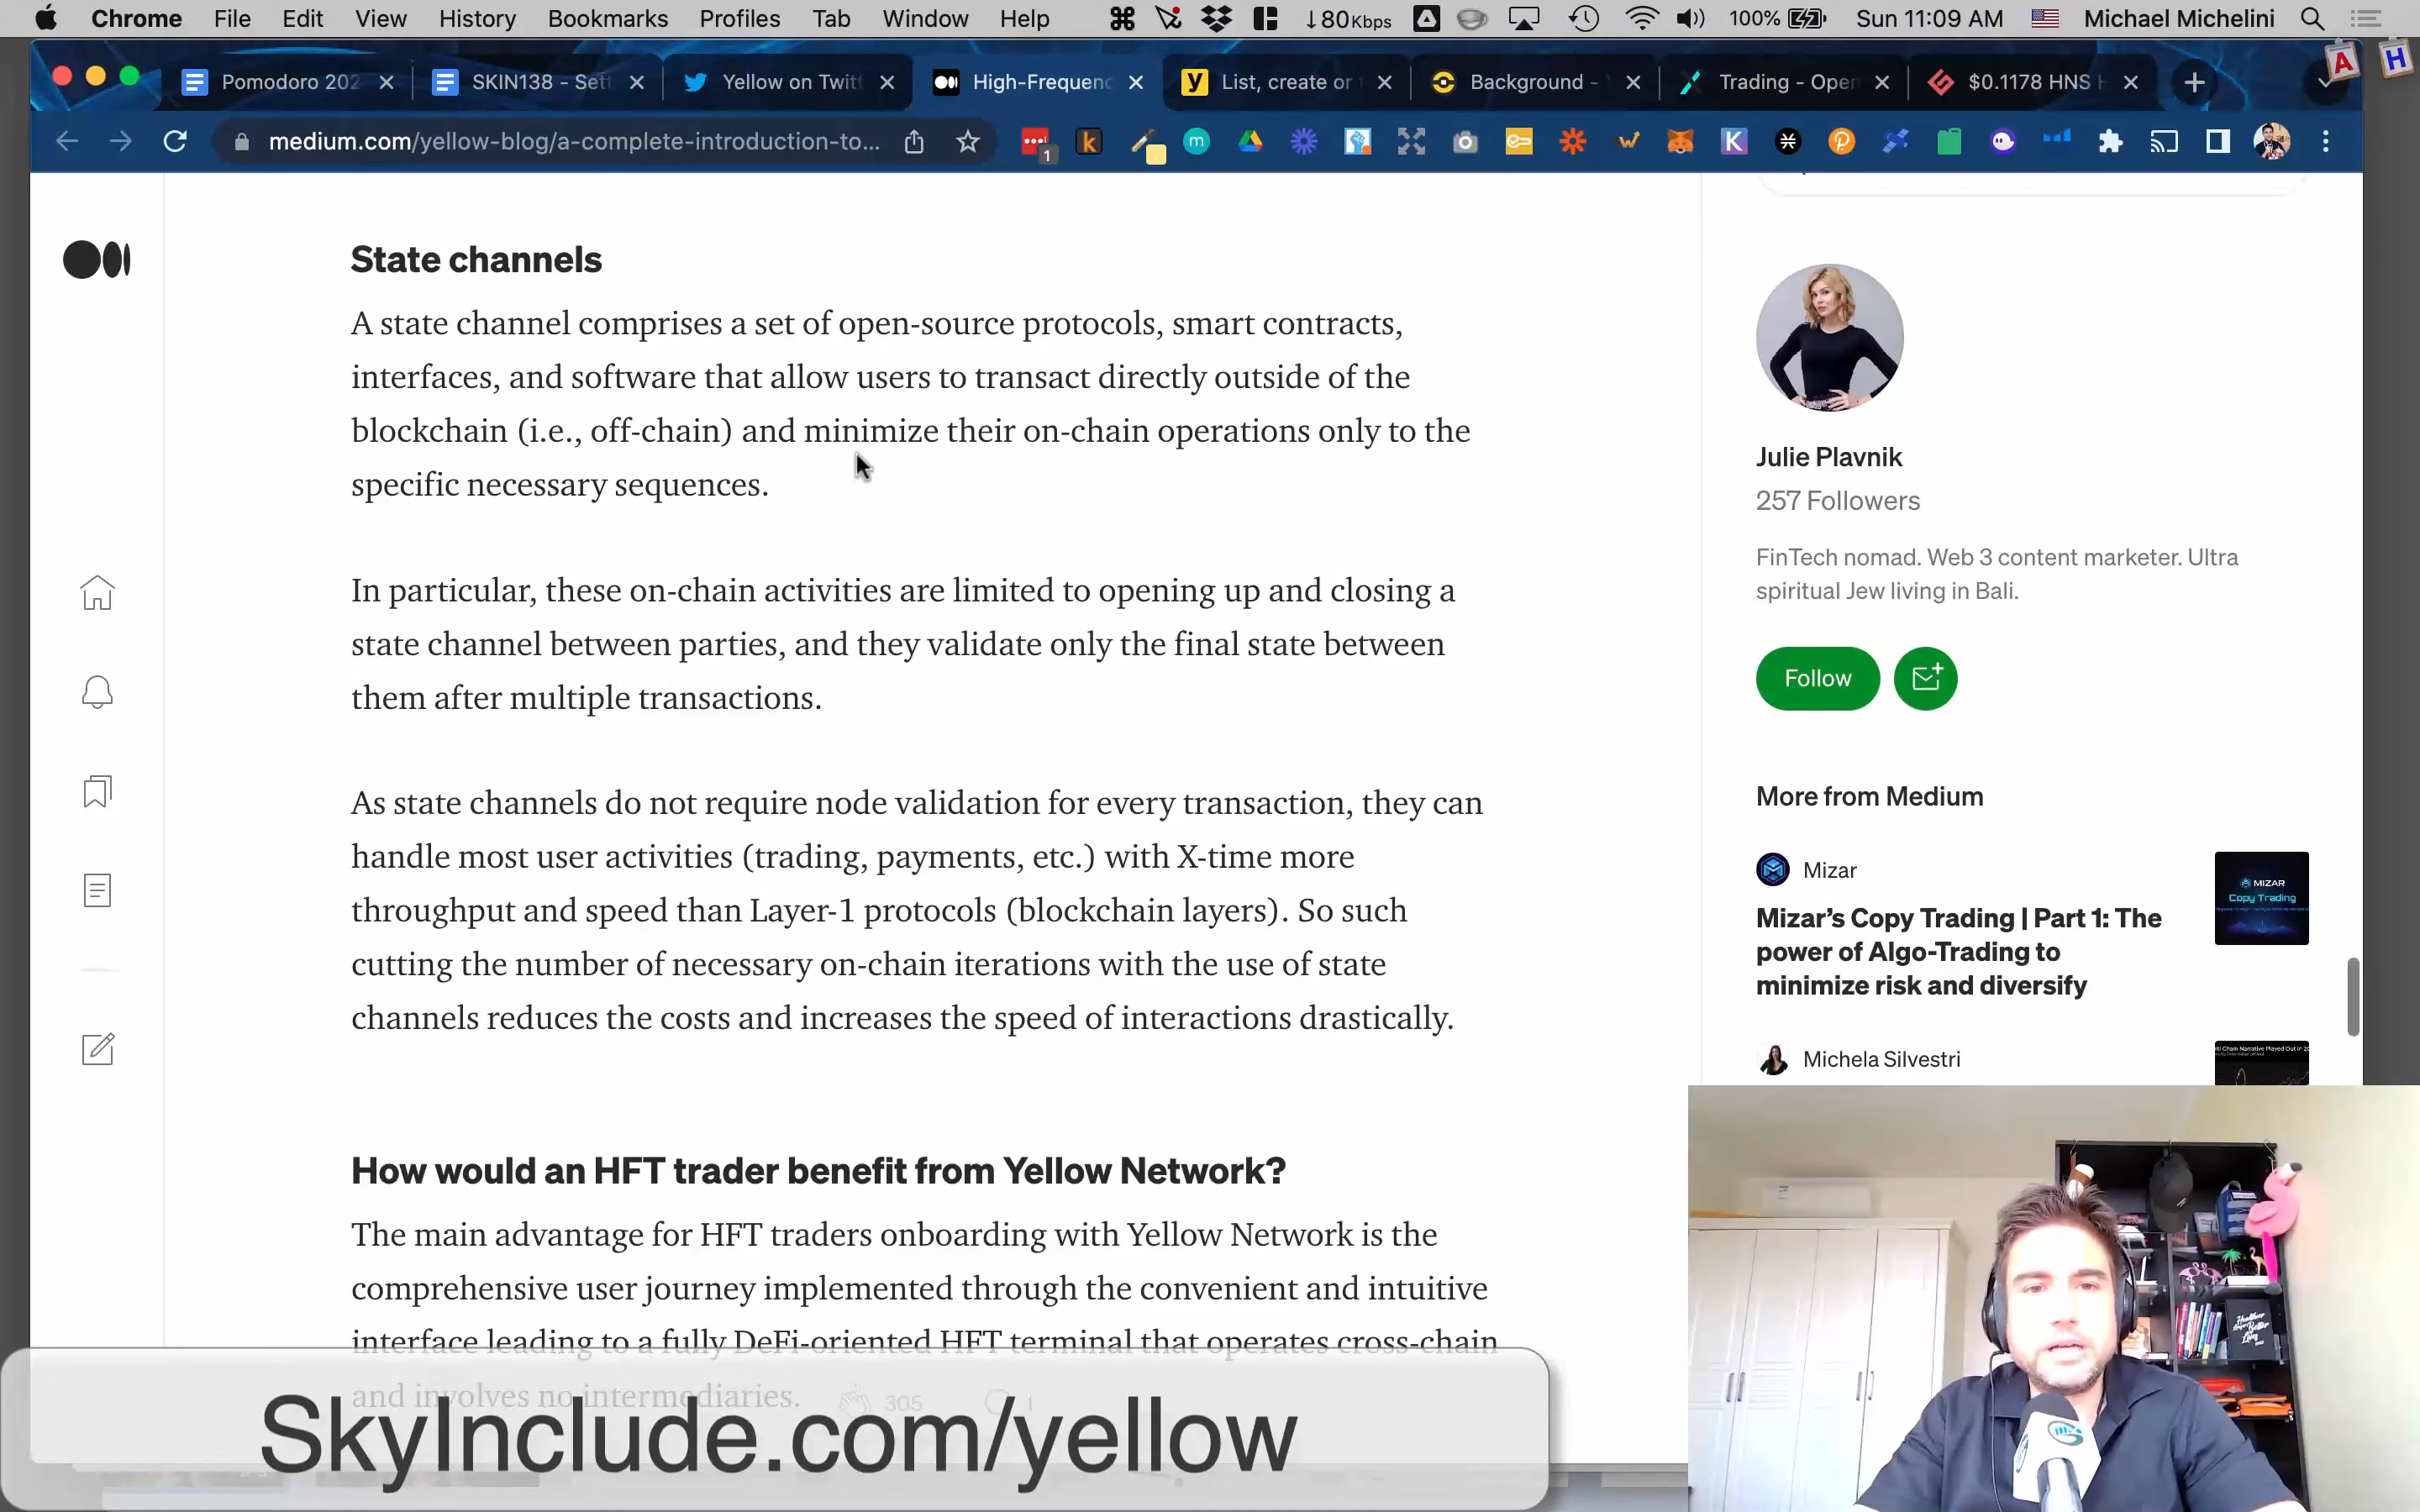 Chrome File Edit View History Bookmarks Profiles Tab Window Help
↓80Kbps 100% Sun 11:09 AM Michael Michelini
A H
Pomodoro 202
SKIN138 - Set
Yellow on Twit
High-Frequenc
List, create or
Background -
Trading - Oper
$0.1178 HNS
medium.com/yellow-blog/a-complete-introduction-to...
State channels
A state channel comprises a set of open-source protocols, smart contracts,
interfaces, and software that allow users to transact directly outside of the
blockchain (i.e., off-chain) and minimize their on-chain operations only to the
specific necessary sequences.
In particular, these on-chain activities are limited to opening up and closing a
state channel between parties, and they validate only the final state between
them after multiple transactions.
As state channels do not require node validation for every transaction, they can
handle most user activities (trading, payments, etc.) with X-time more
throughput and speed than Layer-1 protocols (blockchain layers). So such
cutting the number of necessary on-chain iterations with the use of state
channels reduces the costs and increases the speed of interactions drastically.
How would an HFT trader benefit from Yellow Network?
The main advantage for HFT traders onboarding with Yellow Network is the
comprehensive user journey implemented through the convenient and intuitive
interface leading to a fully DeFi-oriented HFT terminal that operates cross-chain
and involves no intermediaries.
305
1
Julie Plavnik
257 Followers
FinTech nomad. Web 3 content marketer. Ultra
spiritual Jew living in Bali.
Follow
More from Medium
Mizar
Mizar's Copy Trading | Part 1: The
power of Algo-Trading to
minimize risk and diversify
MIZAR
Copy Trading
Michela Silvestri
SkyInclude.com/yellow